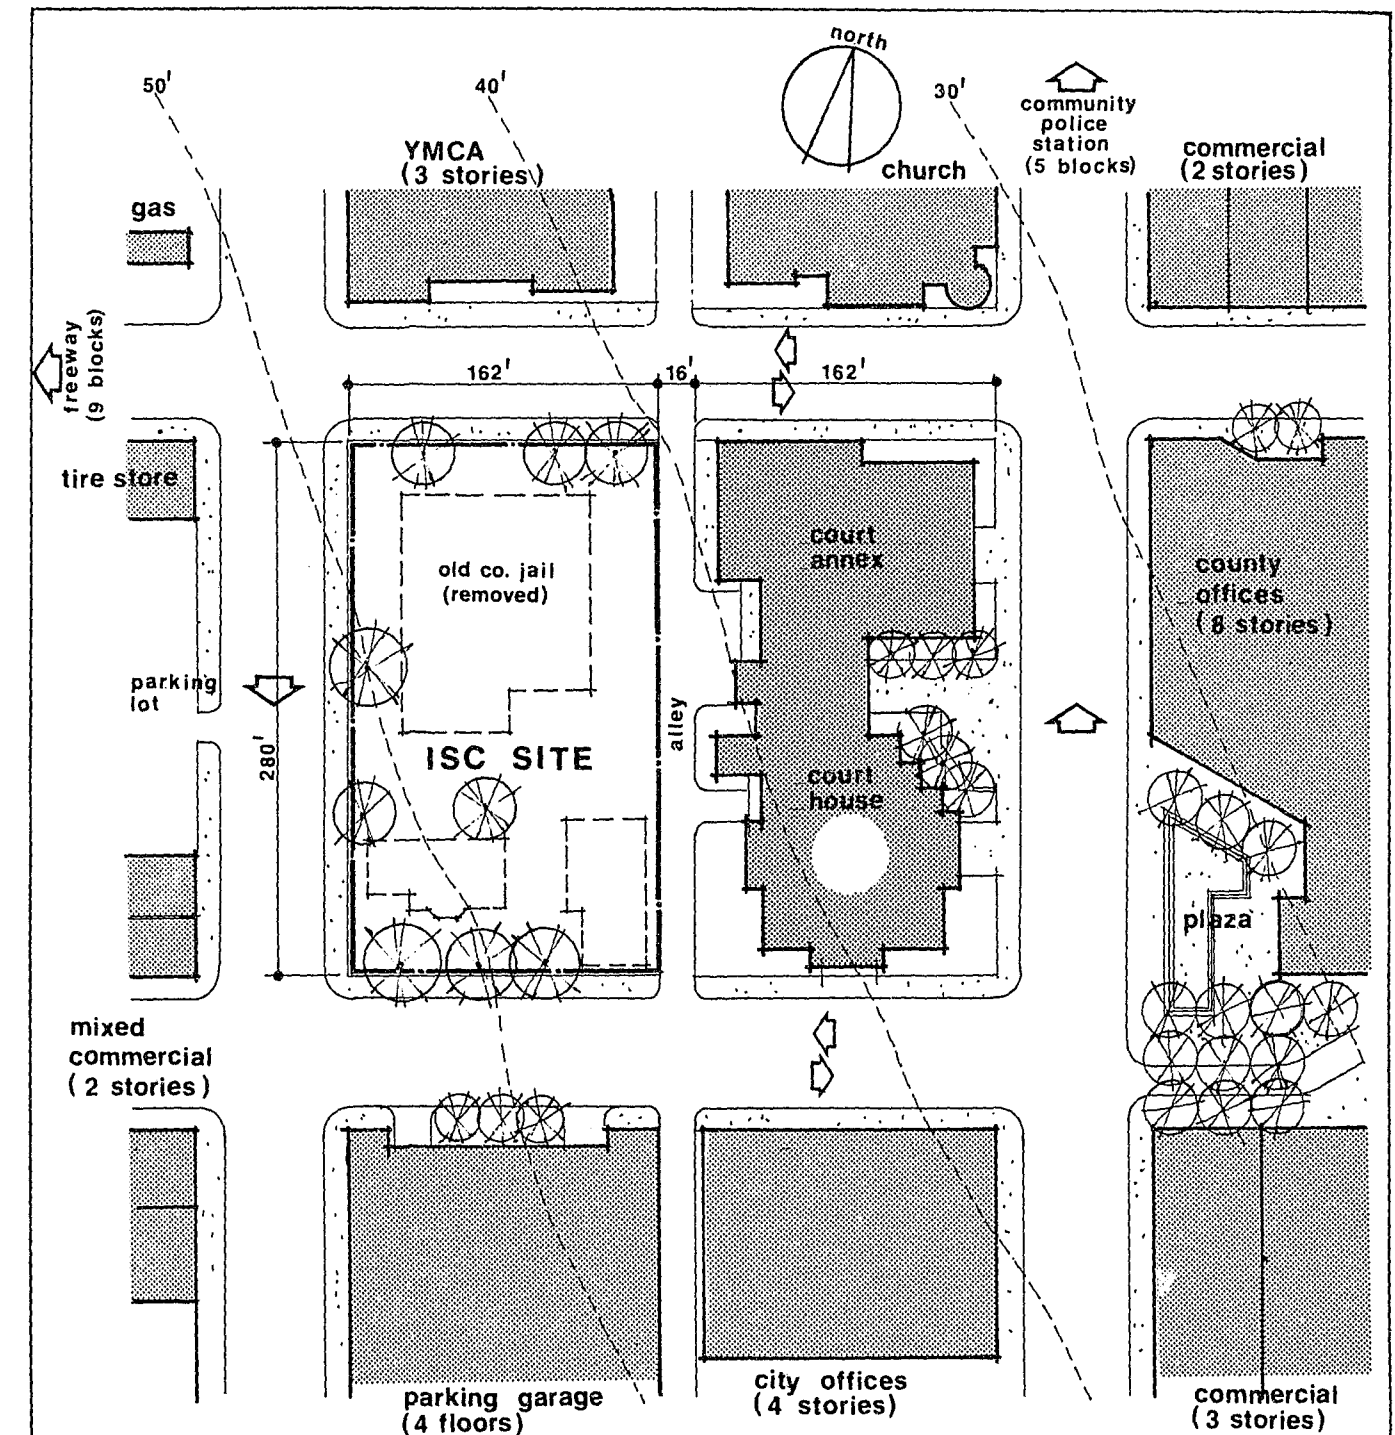 north
50'
40'
30'
community
police
station
(5 blocks)
YMCA
(3 stories)
church
commercial
(2 stories)
gas
freeway
(9 blocks)
162'
16'
162'
tire store
old co. jail
(removed)
court
annex
county
offices
(8 stories)
parking
lot
280'
ISC SITE
alley
court
house
plaza
mixed
commercial
(2 stories)
parking garage
(4 floors)
city offices
(4 stories)
commercial
(3 stories)